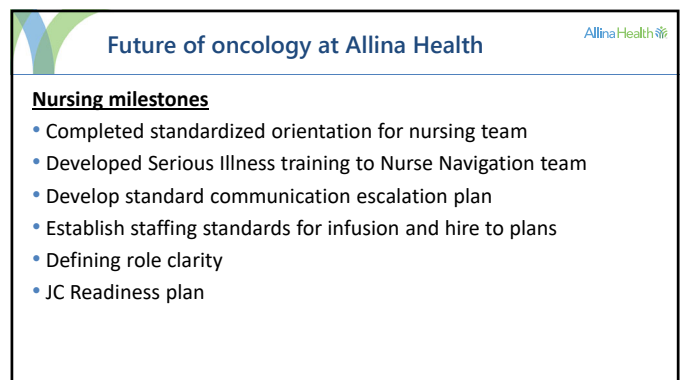 Future of oncology at Allina Health
Allina Health
Nursing milestones
• Completed standardized orientation for nursing team
• Developed Serious Illness training to Nurse Navigation team
• Develop standard communication escalation plan
• Establish staffing standards for infusion and hire to plans
• Defining role clarity
• JC Readiness plan